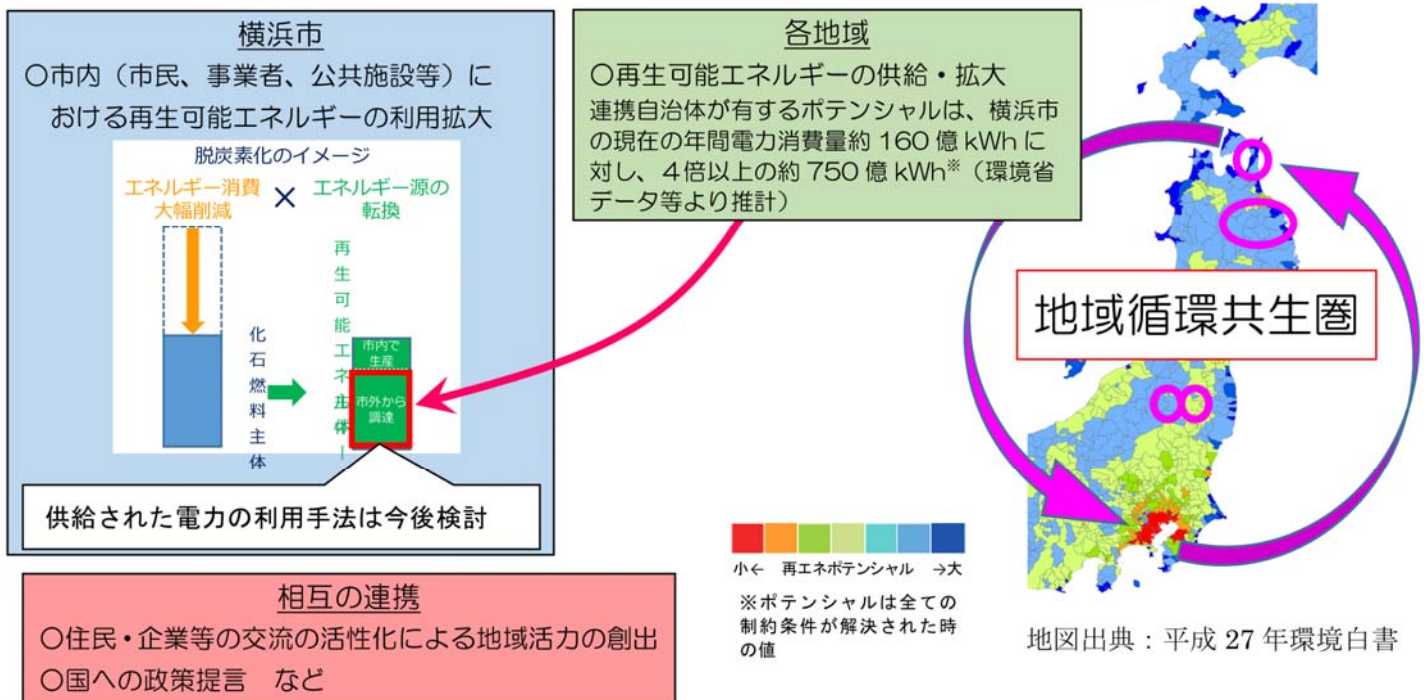 横浜市
○市内（市民、事業者、公共施設等）に
おける再生可能エネルギーの利用拡大
脱炭素化のイメージ
エネルギー消費
大幅削減
×
エネルギー源の
転換
化石燃料主体
再生可能エネルギー
主体
市内で
生産
市外から
調達
供給された電力の利用手法は今後検討
各地域
○再生可能エネルギーの供給・拡大
連携自治体が有するポテンシャルは、横浜市
の現在の年間電力消費量約 160 億 kWh に
対し、４倍以上の約 750 億 kWh※（環境省
データ等より推計）
地域循環共生圏
小← 再エネポテンシャル →大
※ポテンシャルは全ての
制約条件が解決された時
の値
地図出典：平成 27 年環境白書
相互の連携
○住民・企業等の交流の活性化による地域活力の創出
○国への政策提言　など